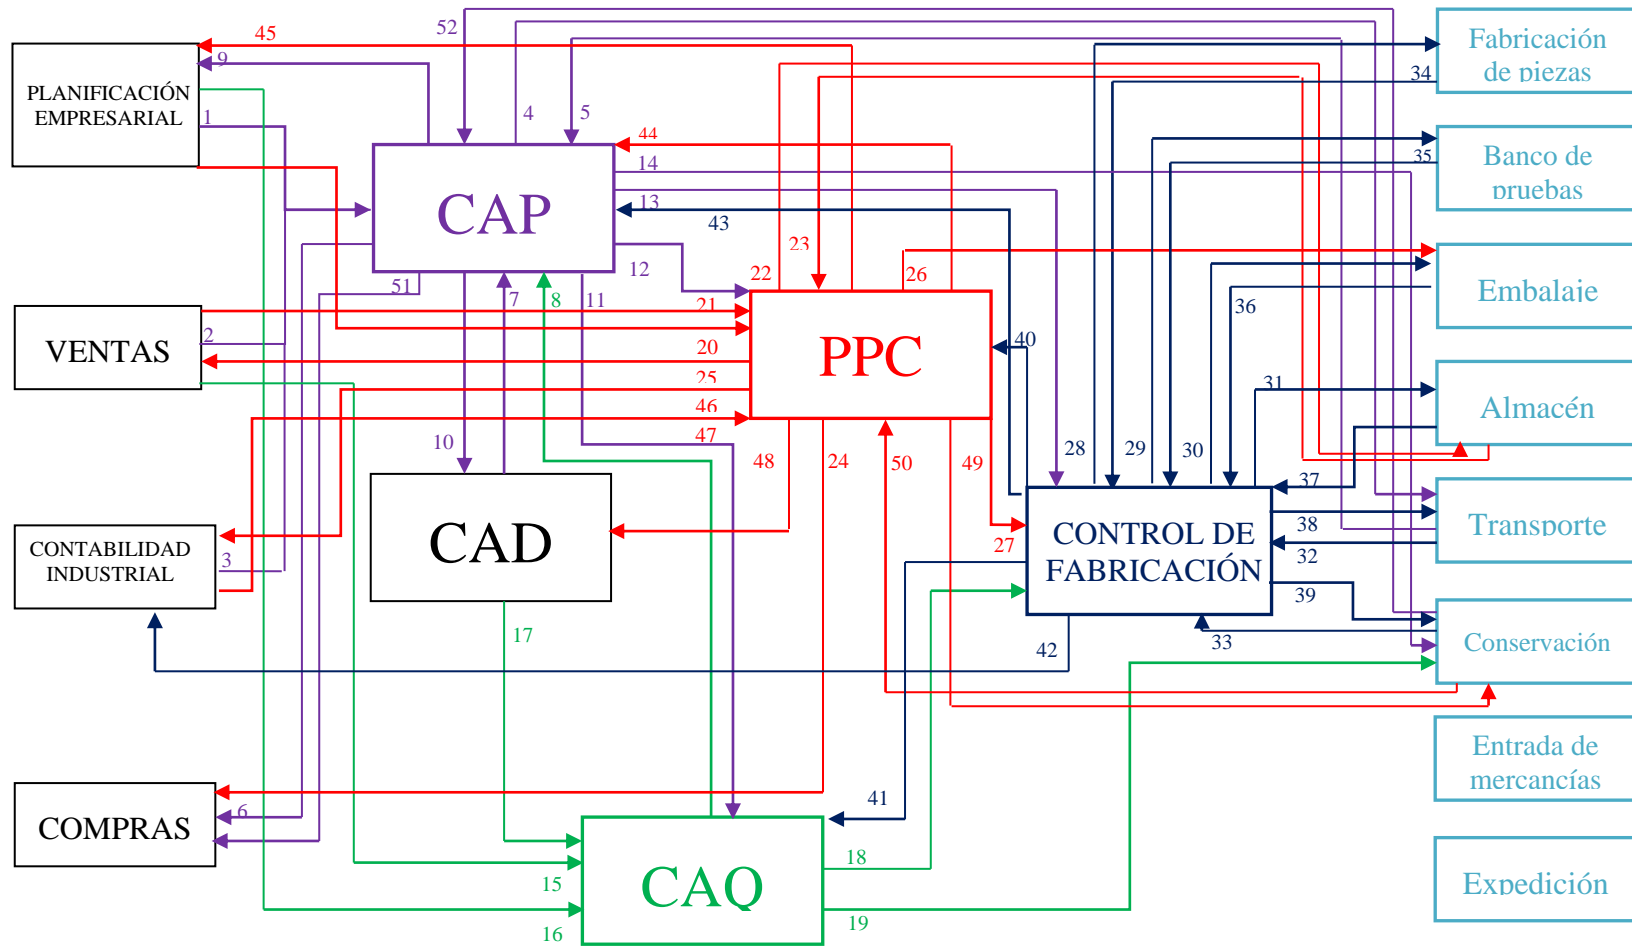 52
45
Fabricación
de piezas
34
9
PLANIFICACIÓN
EMPRESARIAL
1
4
5
44
14
35
Banco de
pruebas
CAP
13
43
23
12
22
26
51
7
8
11
21
36
Embalaje
2
VENTAS
20
PPC
40
25
31
46
Almacén
47
10
48
24
50
49
28
29
30
37
CAD
CONTROL DE
FABRICACIÓN
38
Transporte
CONTABILIDAD
INDUSTRIAL
3
27
32
39
17
42
33
Conservación
Entrada de
mercancías
6
COMPRAS
41
18
15
CAQ
19
16
Expedición